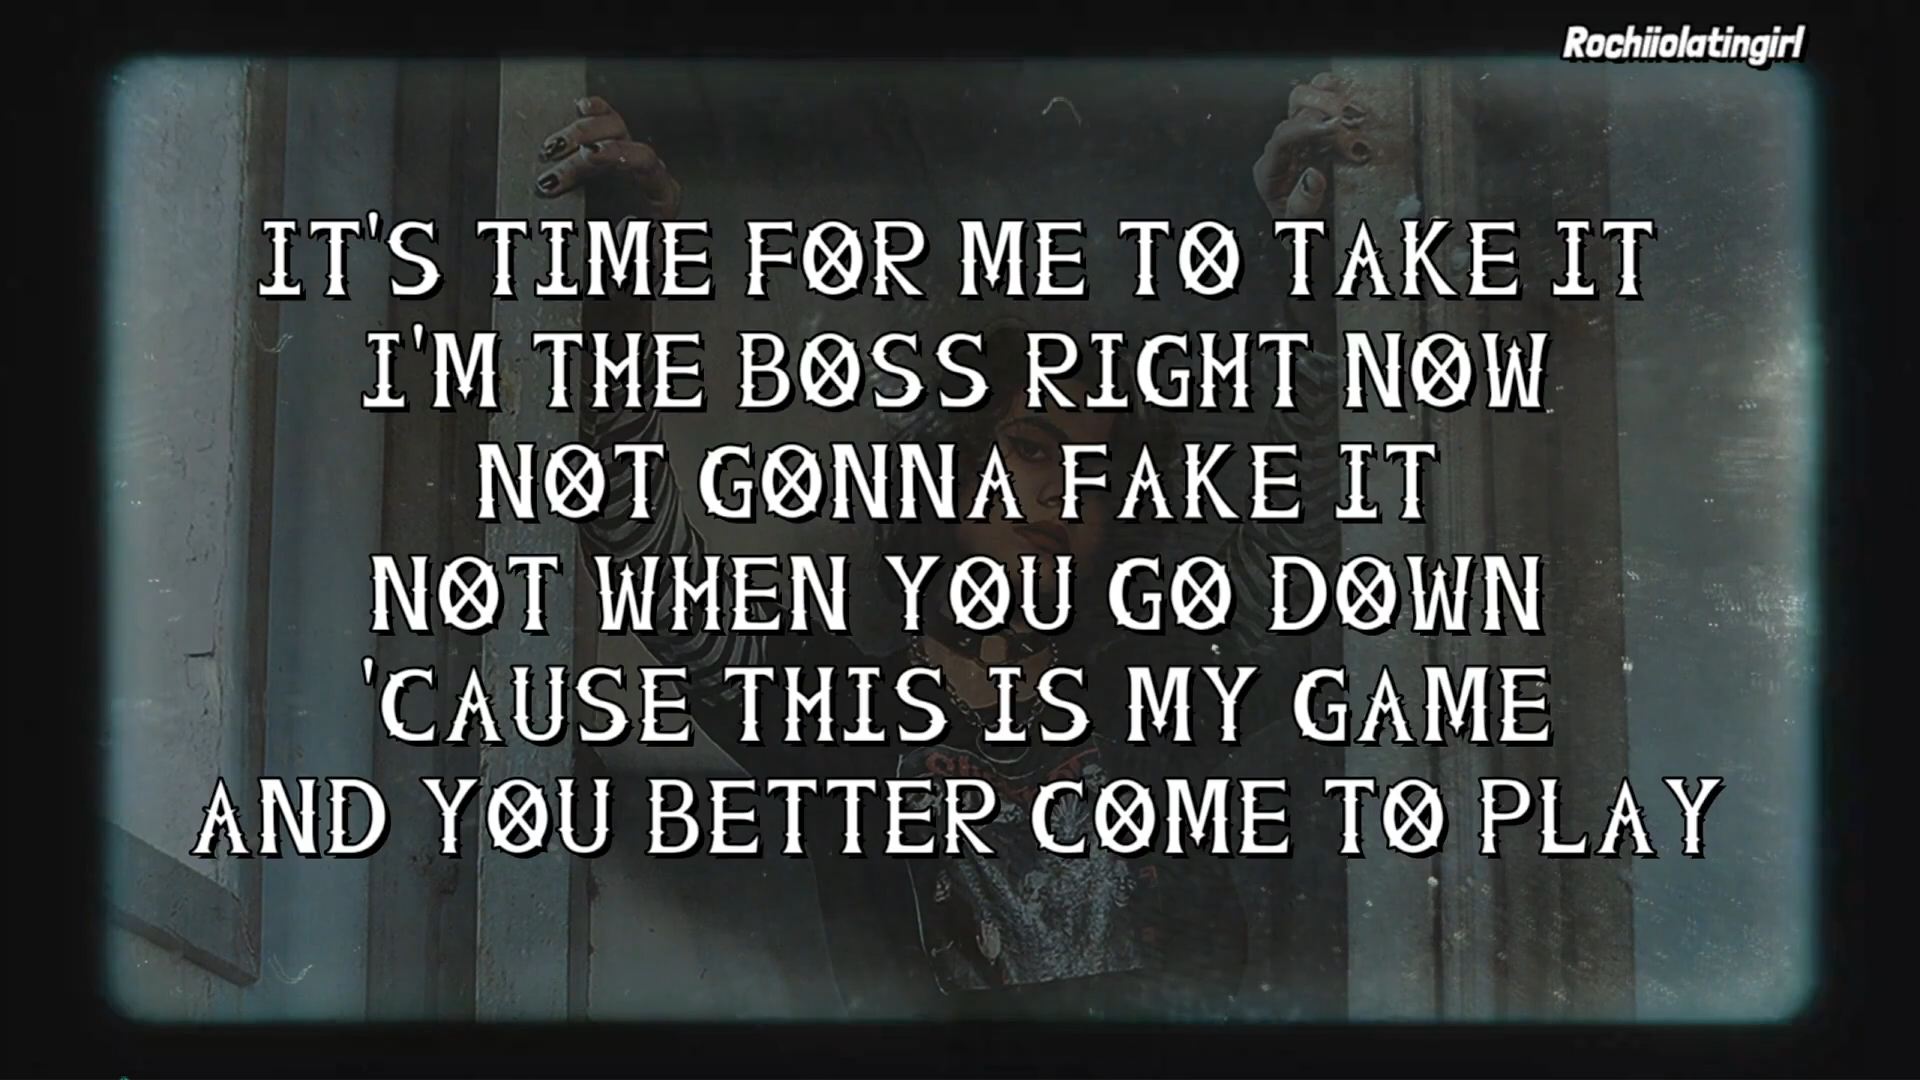 Rochiiolatingirl
IT'S TIME FOR ME TO TAKE IT
I'M THE BOSS RIGHT NOW
NOT GONNA FAKE IT
NOT WHEN YOU GO DOWN
'CAUSE THIS IS MY GAME
AND YOU BETTER COME TO PLAY